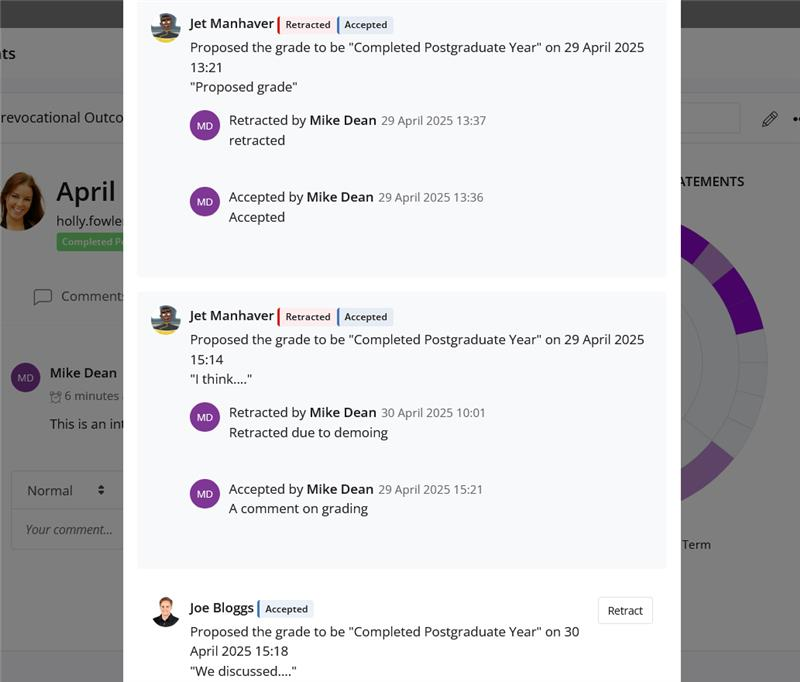 Jet Manhaver Retracted Accepted
Proposed the grade to be "Completed Postgraduate Year" on 29 April 2025
13:21
"Proposed grade"
MD Retracted by Mike Dean 29 April 2025 13:37
retracted
MD Accepted by Mike Dean 29 April 2025 13:36
Accepted
Jet Manhaver Retracted Accepted
Proposed the grade to be "Completed Postgraduate Year" on 29 April 2025
15:14
"I think...."
MD Retracted by Mike Dean 30 April 2025 10:01
Retracted due to demoing
MD Accepted by Mike Dean 29 April 2025 15:21
A comment on grading
Joe Bloggs Accepted
Retract
Proposed the grade to be "Completed Postgraduate Year" on 30
April 2025 15:18
"We discussed...."
nts
revocational Outco
April
holly.fowle
Completed P
Comments
MD Mike Dean
6 minutes
This is an int
Normal
Your comment...
ATEMENTS
Term